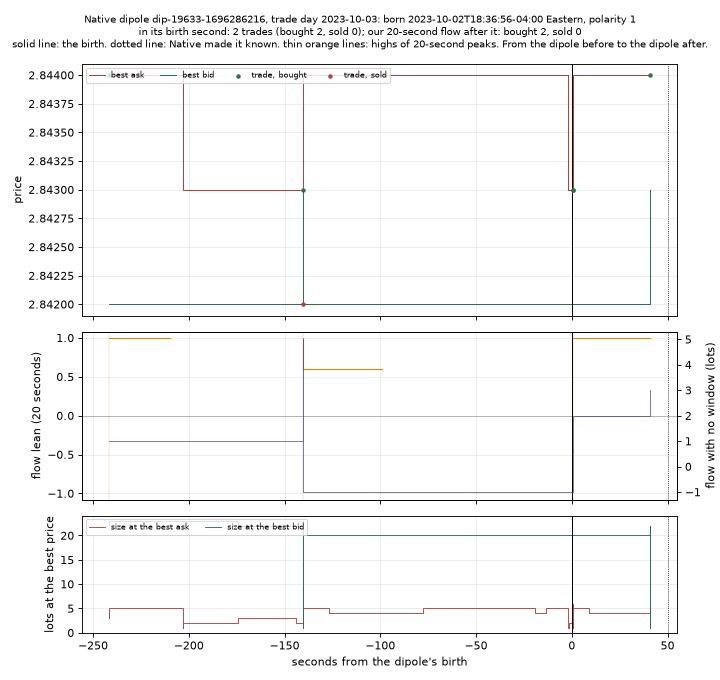 Native dipole dip-19633-1696286216, trade day 2023-10-03: born 2023-10-02T18:36:56-04:00 Eastern, polarity 1
in its birth second: 2 trades (bought 2, sold 0); our 20-second flow after it: bought 2, sold 0
solid line: the birth. dotted line: Native made it known. thin orange lines: highs of 20-second peaks. From the dipole before to the dipole after.
best ask best bid trade, bought trade, sold
2.84400
2.84375
2.84350
2.84325
2.84300
2.84275
2.84250
2.84225
2.84200
price
1.0
0.5
0.0
−0.5
−1.0
flow lean (20 seconds)
5
4
3
2
1
0
−1
flow with no window (lots)
size at the best ask size at the best bid
20
15
10
5
0
lots at the best price
−250 −200 −150 −100 −50 0 50
seconds from the dipole's birth